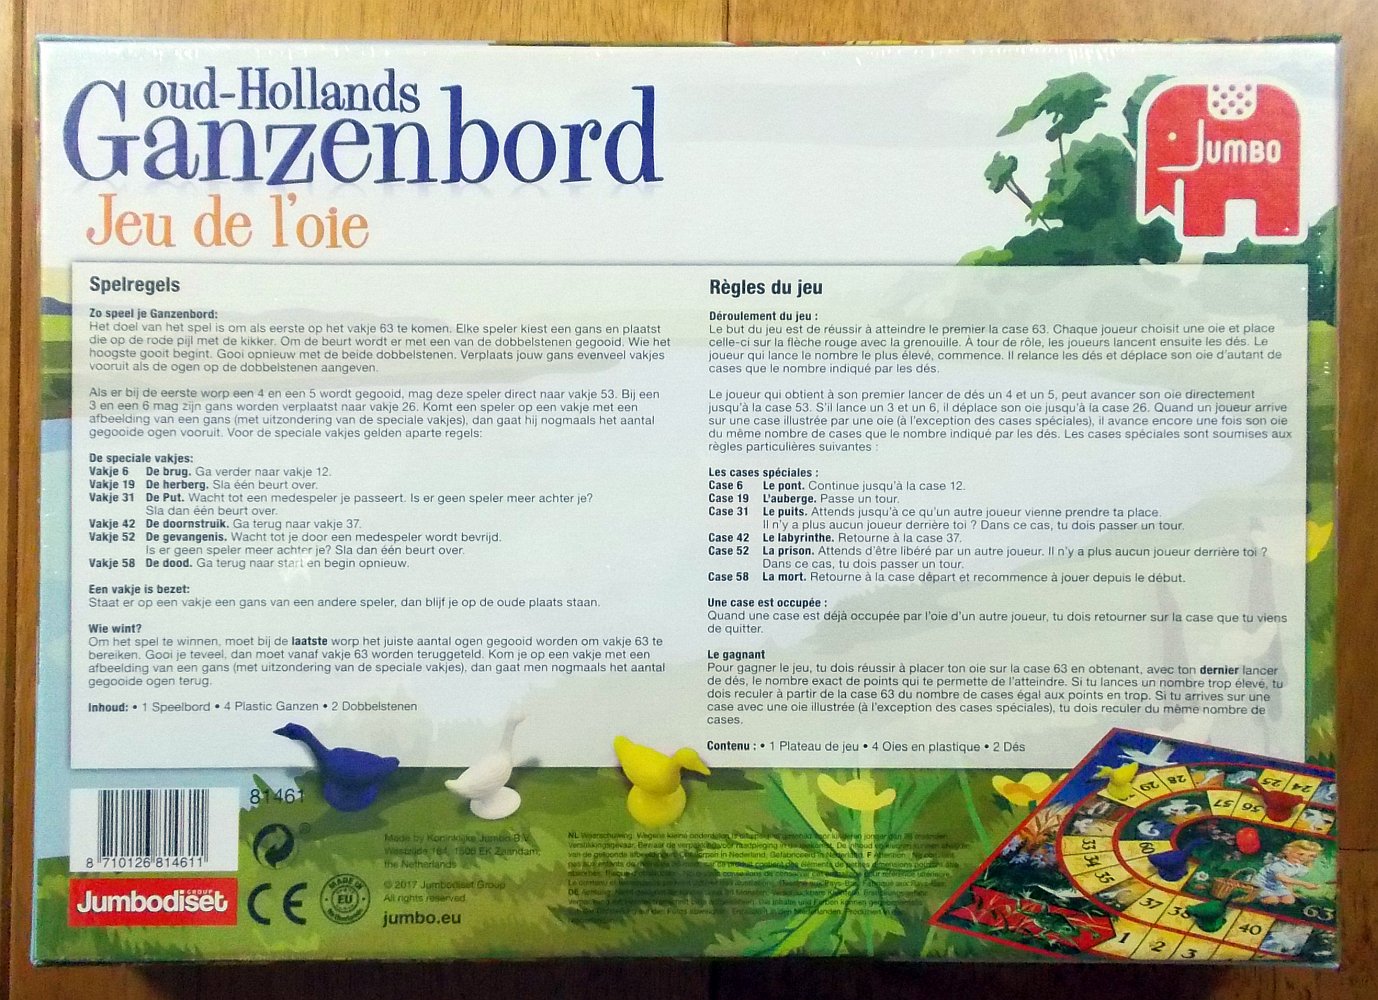 oud-Hollands
Ganzenbord
Jeu de l'oie
JUMBO
Spelregels
Zo speel je Ganzenbord:
Het doel van het spel is om als eerste op het vakje 63 te komen. Elke speler kiest een gans en plaatst
die op de rode pijl met de kikker. Om de beurt wordt er met een van de dobbelstenen gegooid. Wie het
hoogste gooit begint. Gooi opnieuw met de beide dobbelstenen. Verplaats jouw gans evenveel vakjes
vooruit als de ogen op de dobbelstenen aangeven.
Als er bij de eerste worp een 4 en een 5 wordt gegooid, mag deze speler direct naar vakje 53. Bij een
3 en een 6 mag zijn gans worden verplaatst naar vakje 26. Komt een speler op een vakje met een
afbeelding van een gans (met uitzondering van de speciale vakjes), dan gaat hij nogmaals het aantal
gegooide ogen vooruit. Voor de speciale vakjes gelden aparte regels:
De speciale vakjes:
Vakje 6 De brug. Ga verder naar vakje 12.
Vakje 19 De herberg. Sla één beurt over.
Vakje 31 De Put. Wacht tot een medespeler je passeert. Is er geen speler meer achter je?
Sla dan één beurt over.
Vakje 42 De doornstruik. Ga terug naar vakje 37.
Vakje 52 De gevangenis. Wacht tot je door een medespeler wordt bevrijd.
Is er geen speler meer achter je? Sla dan één beurt over.
Vakje 58 De dood. Ga terug naar start en begin opnieuw.
Een vakje is bezet:
Staat er op een vakje een gans van een andere speler, dan blijf je op de oude plaats staan.
Wie wint?
Om het spel te winnen, moet bij de laatste worp het juiste aantal ogen gegooid worden om vakje 63 te
bereiken. Gooi je teveel, dan moet vanaf vakje 63 worden teruggeteld. Kom je op een vakje met een
afbeelding van een gans (met uitzondering van de speciale vakjes), dan gaat men nogmaals het aantal
gegooide ogen terug.
Inhoud: • 1 Speelbord • 4 Plastic Ganzen • 2 Dobbelstenen
Règles du jeu
Déroulement du jeu :
Le but du jeu est de réussir à atteindre le premier la case 63. Chaque joueur choisit une oie et place
celle-ci sur la flèche rouge avec la grenouille. À tour de rôle, les joueurs lancent ensuite les dés. Le
joueur qui lance le nombre le plus élevé, commence. Il relance les dés et déplace son oie d'autant de
cases que le nombre indiqué par les dés.
Le joueur qui obtient à son premier lancer de dés un 4 et un 5, peut avancer son oie directement
jusqu'à la case 53. S'il lance un 3 et un 6, il déplace son oie jusqu'à la case 26. Quand un joueur arrive
sur une case illustrée par une oie (à l'exception des cases spéciales), il avance encore une fois son oie
du même nombre de cases que le nombre indiqué par les dés. Les cases spéciales sont soumises aux
règles particulières suivantes :
Les cases spéciales :
Case 6 Le pont. Continue jusqu'à la case 12.
Case 19 L'auberge. Passe un tour.
Case 31 Le puits. Attends jusqu'à ce qu'un autre joueur vienne prendre ta place.
Il n'y a plus aucun joueur derrière toi ? Dans ce cas, tu dois passer un tour.
Case 42 Le labyrinthe. Retourne à la case 37.
Case 52 La prison. Attends d'être libéré par un autre joueur. Il n'y a plus aucun joueur derrière toi ?
Dans ce cas, tu dois passer un tour.
Case 58 La mort. Retourne à la case départ et recommence à jouer depuis le début.
Une case est occupée :
Quand une case est déjà occupée par l'oie d'un autre joueur, tu dois retourner sur la case que tu viens
de quitter.
Le gagnant
Pour gagner le jeu, tu dois réussir à placer ton oie sur la case 63 en obtenant, avec ton dernier lancer
de dés, le nombre exact de points qui te permette de l'atteindre. Si tu lances un nombre trop élevé, tu
dois reculer à partir de la case 63 du nombre de cases égal aux points en trop. Si tu arrives sur une
case avec une oie illustrée (à l'exception des cases spéciales), tu dois reculer du même nombre de
cases.
Contenu : • 1 Plateau de jeu • 4 Oies en plastique • 2 Dés
81461
8 710126 814611
GROUP
Jumbodiset
CE
MADE IN
EU
Made by Koninklijke Jumbo B.V.
Westzijde 184, 1506 EK Zaandam,
the Netherlands
© 2017 Jumbodiset Group
All rights reserved.
jumbo.eu
29 28 25 24
57 56
33 34 35
60
37 38 40
63
1 2 3